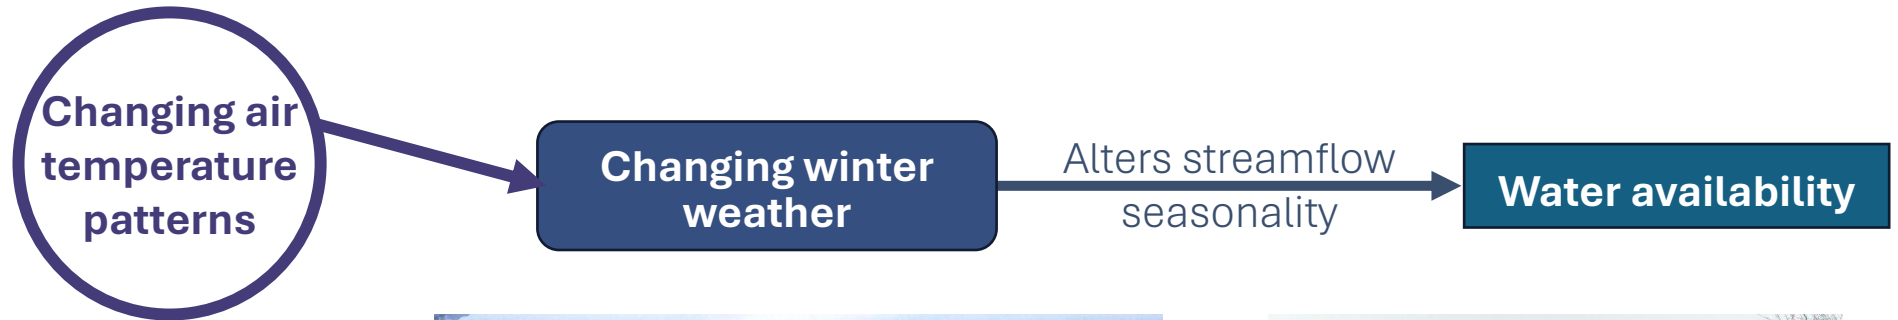 Changing air
temperature
patterns
Changing winter
weather
Alters streamflow
seasonality
Water availability